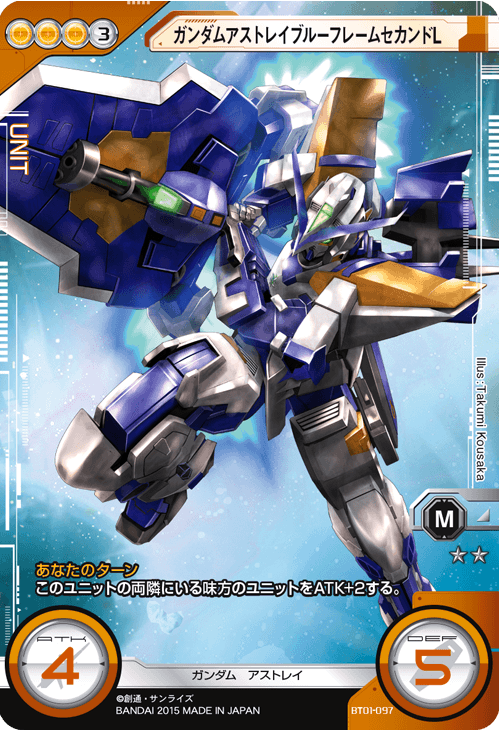 3
ガンダムアストレイブルーフレームセカンドL
UNIT
Illus：Takumi Kousaka
M
あなたのターン
このユニットの両隣にいる味方のユニットをATK+2する。
ATK
4
DEF
5
ガンダム　アストレイ
©創通・サンライズ
BANDAI 2015 MADE IN JAPAN
BT01-097